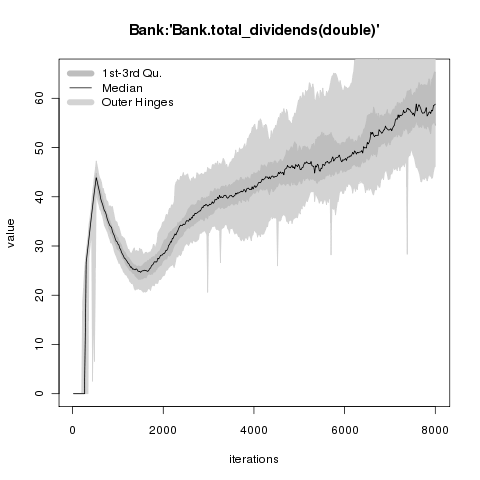 Bank:'Bank.total_dividends(double)'
1st-3rd Qu.
Median
Outer Hinges
value
60
50
40
30
20
10
0
0 2000 4000 6000 8000
iterations